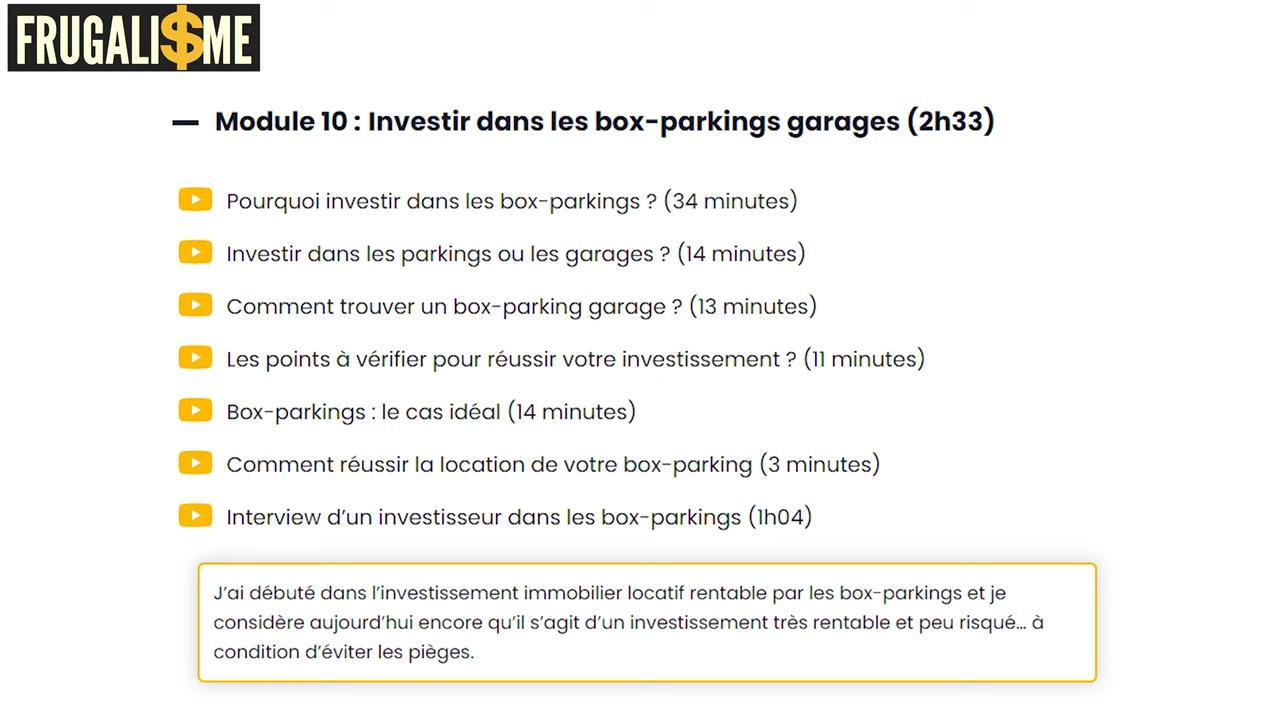 FRUGALI$ME
Module 10 : Investir dans les box-parkings garages (2h33)
Pourquoi investir dans les box-parkings ? (34 minutes)
Investir dans les parkings ou les garages ? (14 minutes)
Comment trouver un box-parking garage ? (13 minutes)
Les points à vérifier pour réussir votre investissement ? (11 minutes)
Box-parkings : le cas idéal (14 minutes)
Comment réussir la location de votre box-parking (3 minutes)
Interview d’un investisseur dans les box-parkings (1h04)
J’ai débuté dans l’investissement immobilier locatif rentable par les box-parkings et je
considère aujourd’hui encore qu’il s’agit d’un investissement très rentable et peu risqué… à
condition d’éviter les pièges.